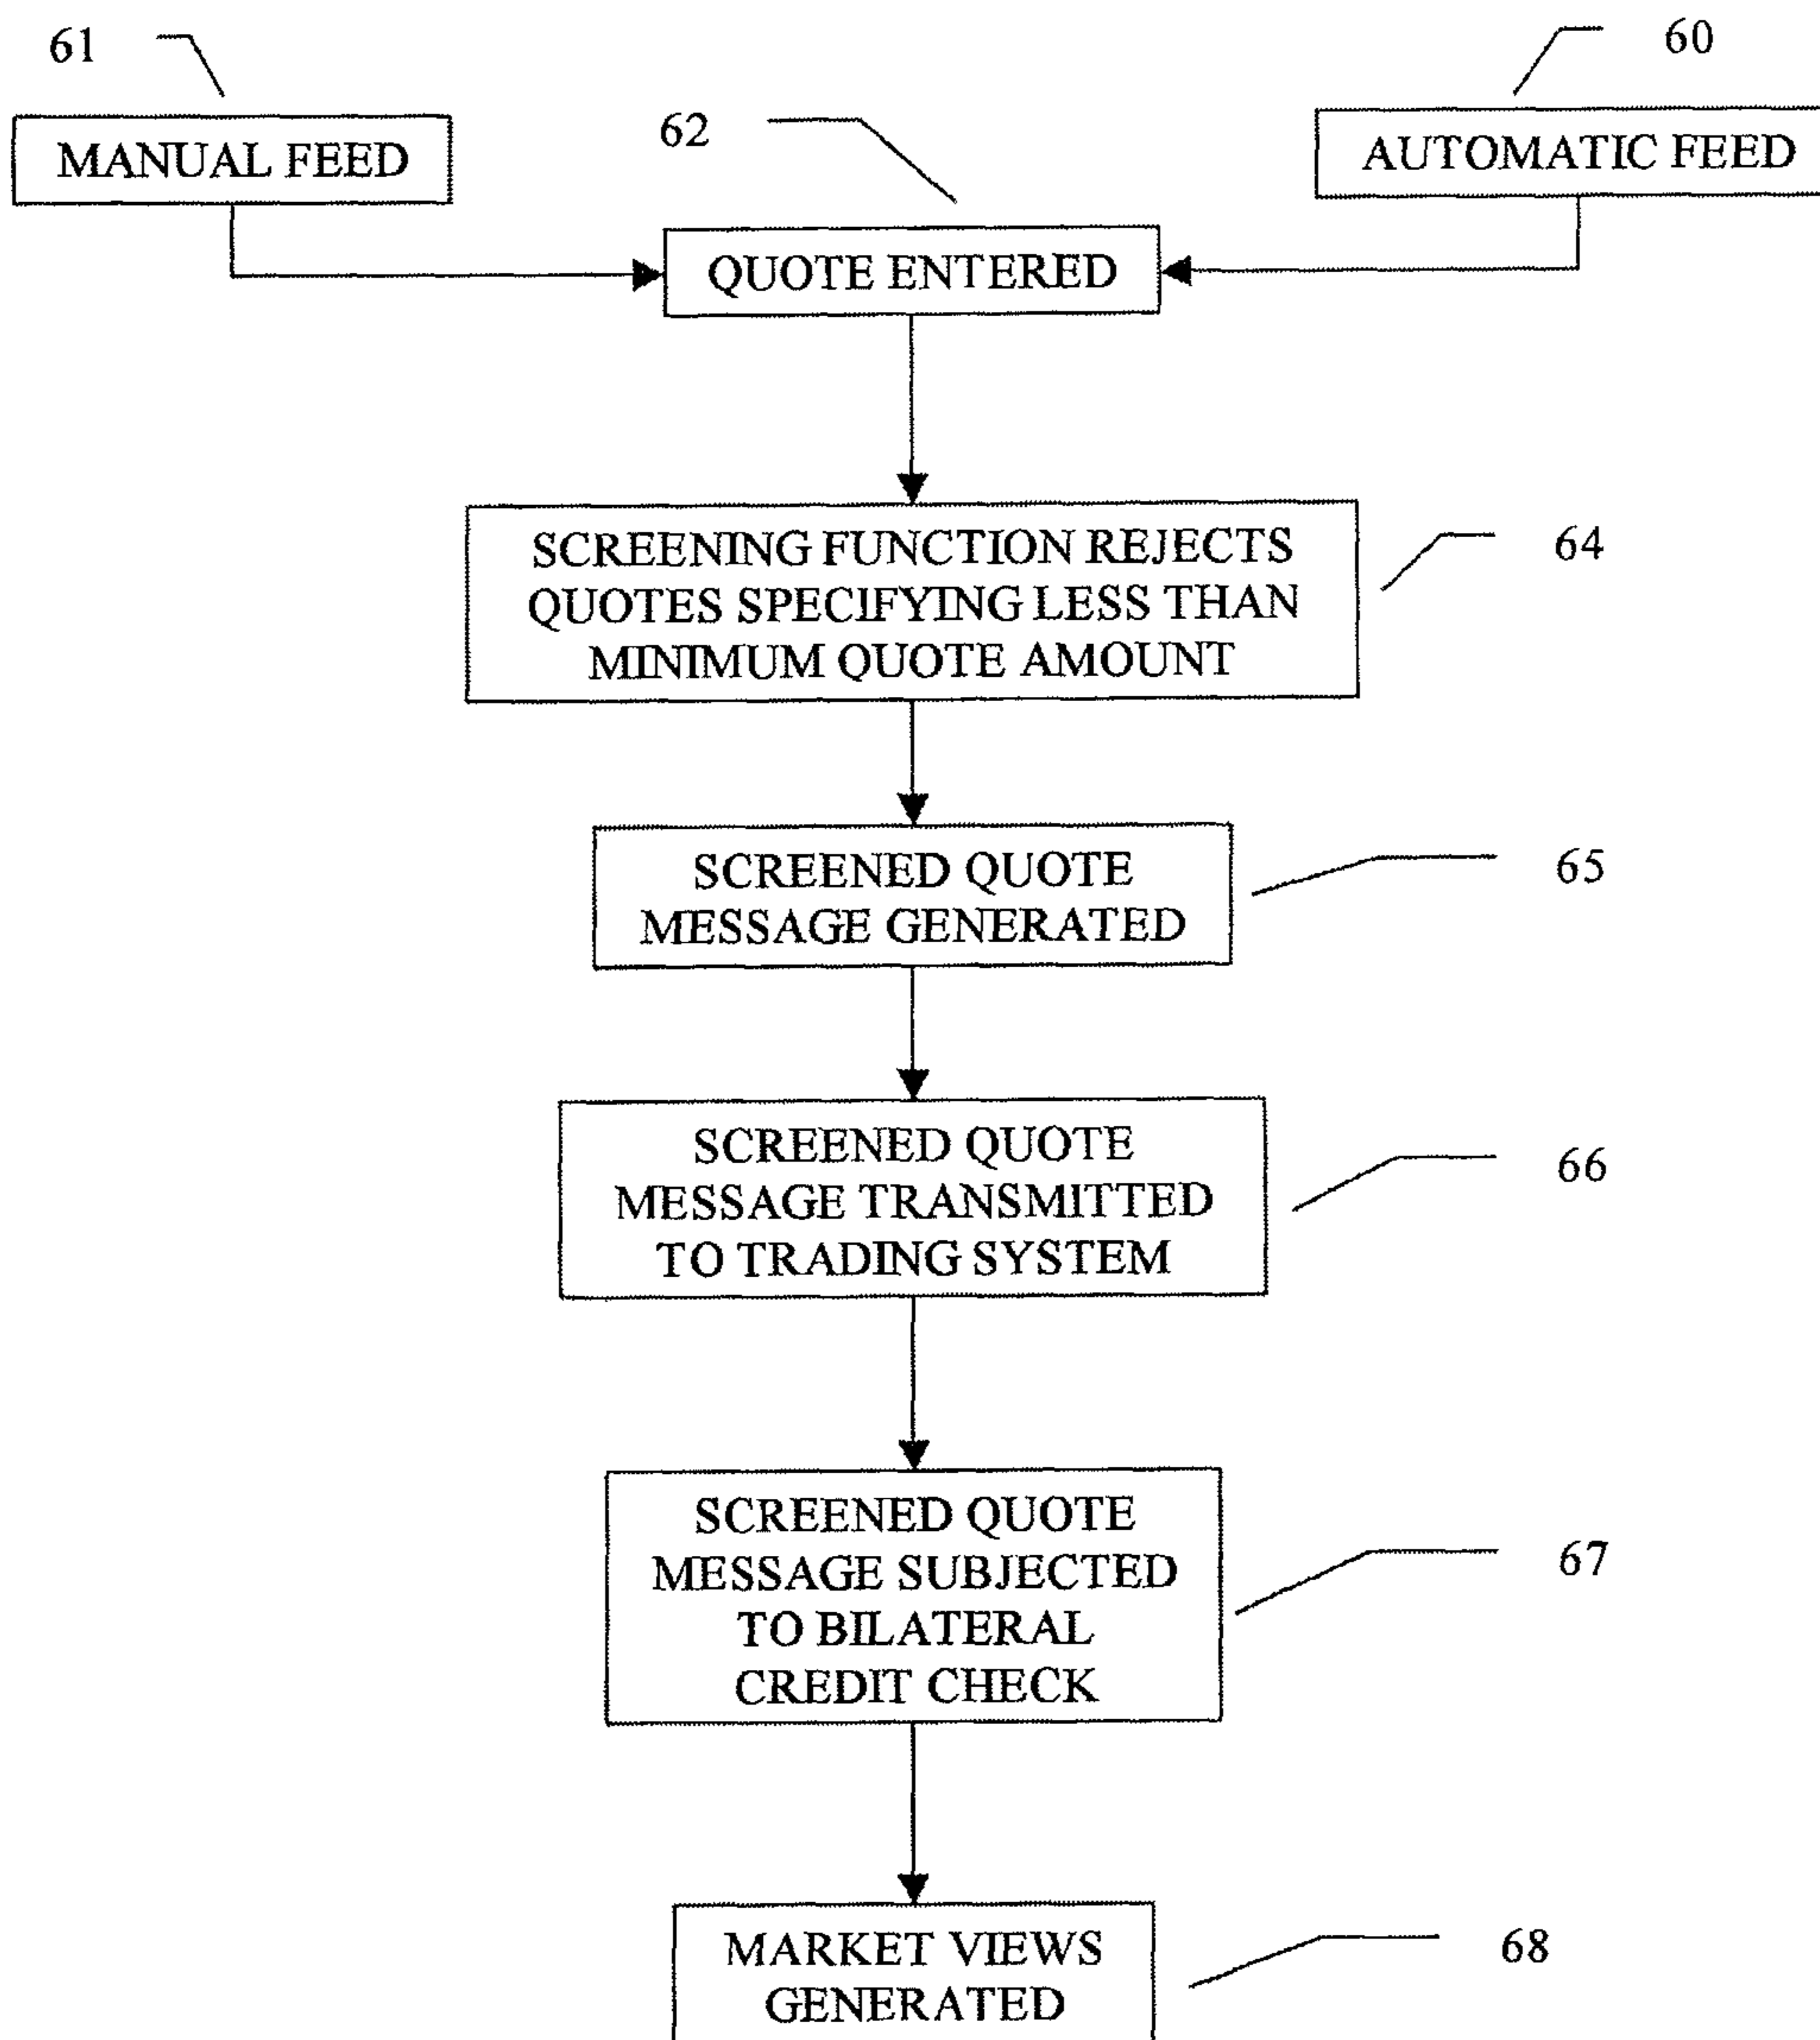 61
60
MANUAL FEED
62
AUTOMATIC FEED
QUOTE ENTERED
SCREENING FUNCTION REJECTS
QUOTES SPECIFYING LESS THAN
MINIMUM QUOTE AMOUNT
64
SCREENED QUOTE
MESSAGE GENERATED
65
SCREENED QUOTE
MESSAGE TRANSMITTED
TO TRADING SYSTEM
66
SCREENED QUOTE
MESSAGE SUBJECTED
TO BILATERAL
CREDIT CHECK
67
MARKET VIEWS
GENERATED
68